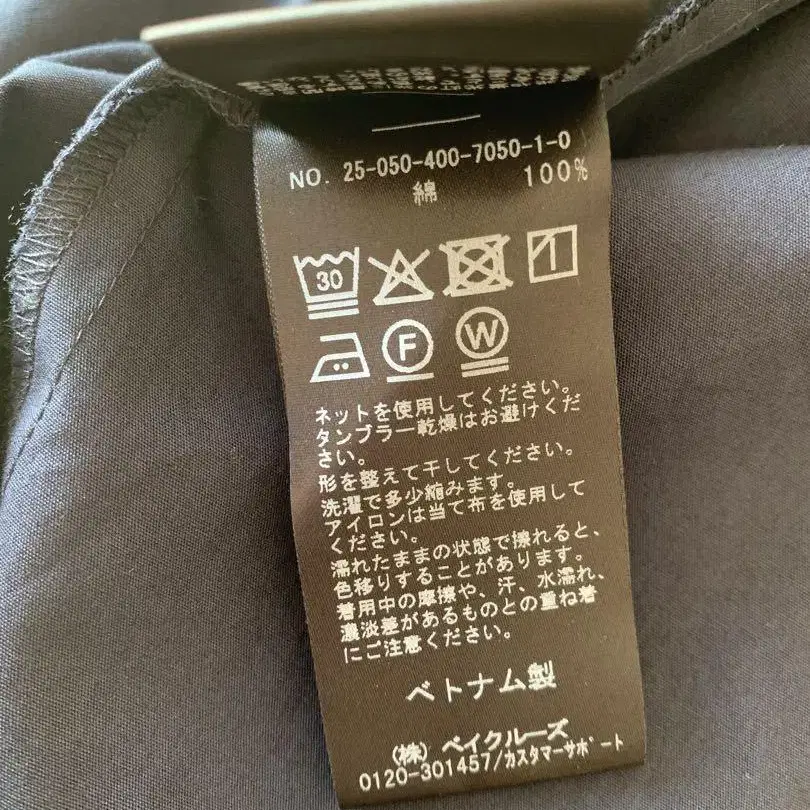 NO. 25-050-400-7050-1-0
綿 100%
30
F W
ネットを使用してください。
タンブラー乾燥はお避けくだ
さい。
形を整えて干してください。
洗濯で多少縮みます。
アイロンは当て布を使用して
ください。
濡れたままの状態で擦れると、
色移りすることがあります。
着用中の摩擦や、汗、水濡れ、
濃淡差があるものとの重ね着
にご注意ください。
ベトナム製
(株) ベイクルーズ
0120-301457/カスタマーサポート